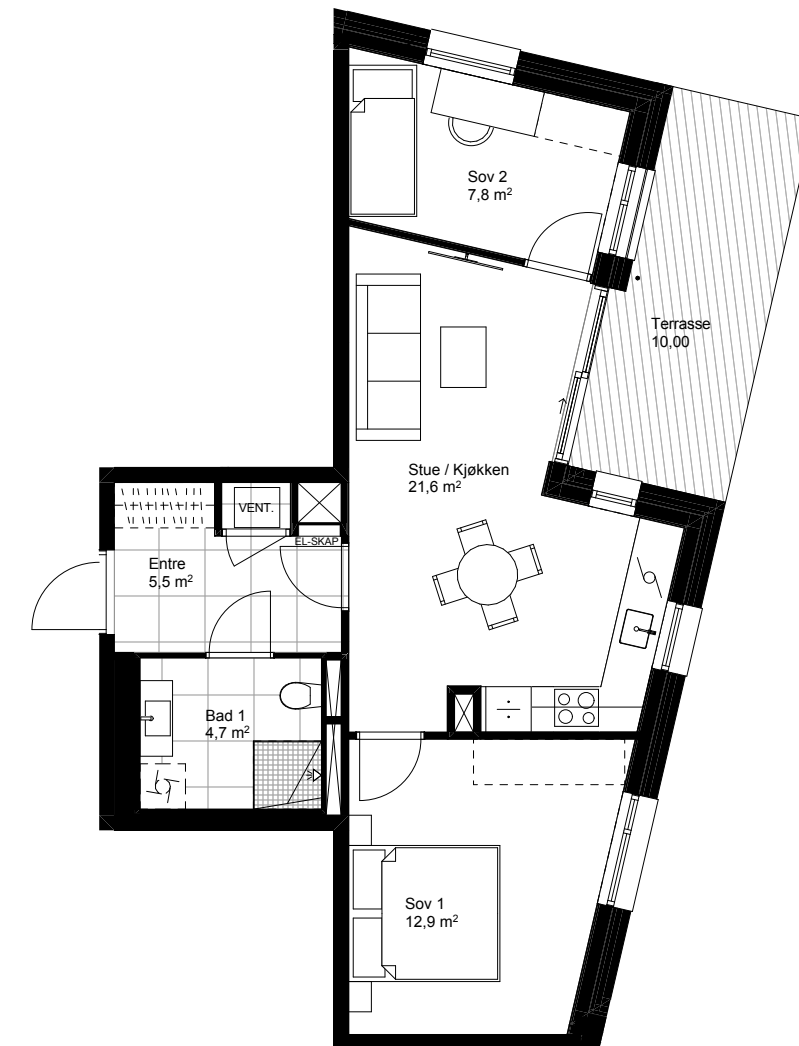 Sov 2
7,8 m²
Terrasse
10,00
Stue / Kjøkken
21,6 m²
VENT.
EL-SKAP
Entre
5,5 m²
Bad 1
4,7 m²
Sov 1
12,9 m²